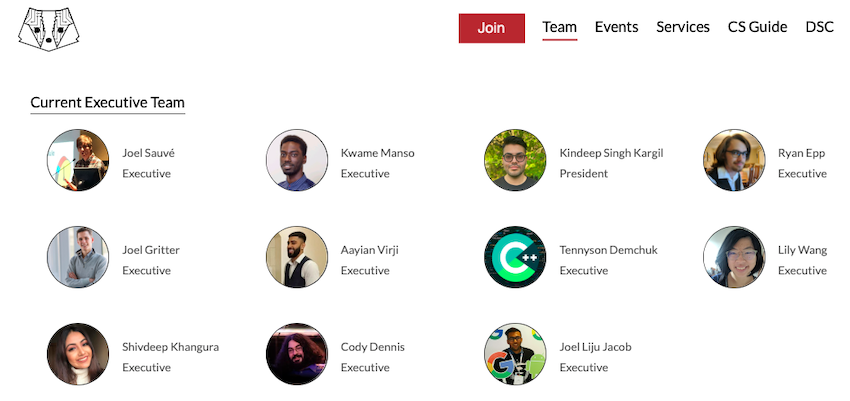 Join Team Events Services CS Guide DSC
Current Executive Team
Joel Sauvé
Executive
Kwame Manso
Executive
Kindeep Singh Kargil
President
Ryan Epp
Executive
Joel Gritter
Executive
Aayian Virji
Executive
C++
Tennyson Demchuk
Executive
Lily Wang
Executive
Shivdeep Khangura
Executive
Cody Dennis
Executive
G
Joel Liju Jacob
Executive